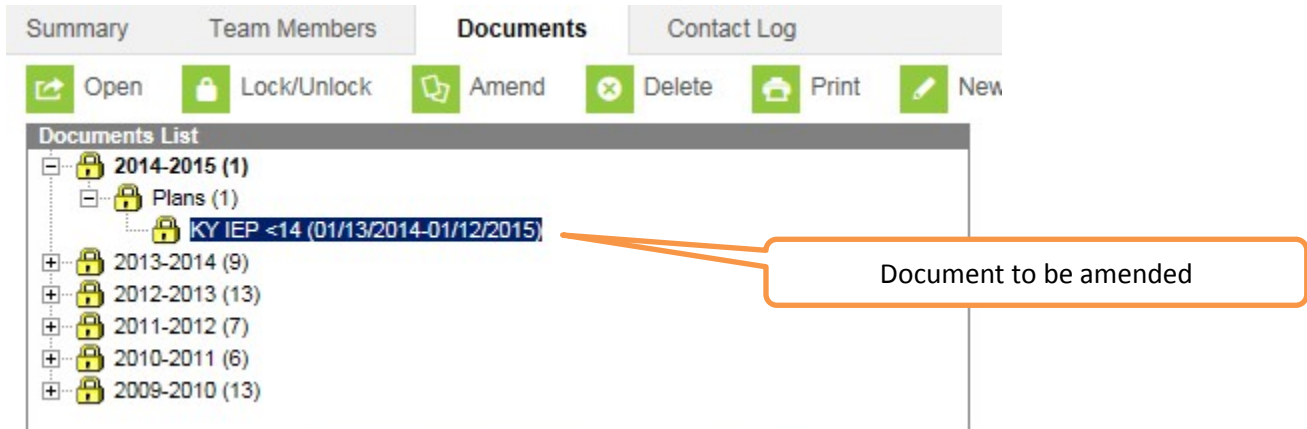 Summary Team Members Documents Contact Log
Open Lock/Unlock Amend Delete Print New
Documents List
2014-2015 (1)
Plans (1)
KY IEP <14 (01/13/2014-01/12/2015)
Document to be amended
2013-2014 (9)
2012-2013 (13)
2011-2012 (7)
2010-2011 (6)
2009-2010 (13)